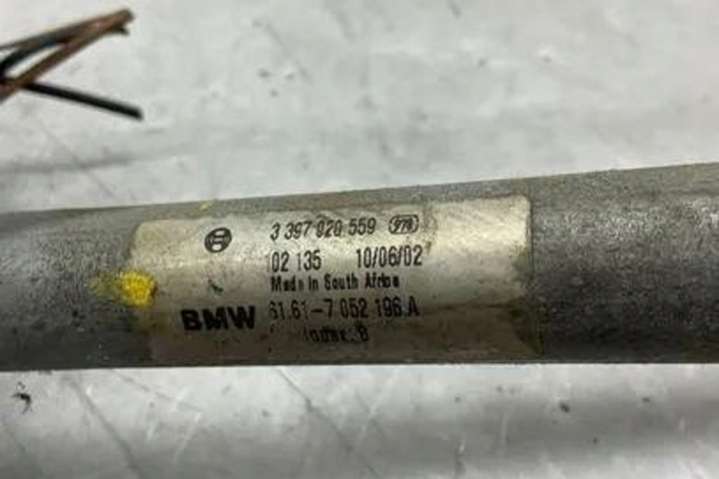 3 397 020 559
102 135 10/06/02
Made in South Africa
BMW 61.61-7 052 196.A
Index: B